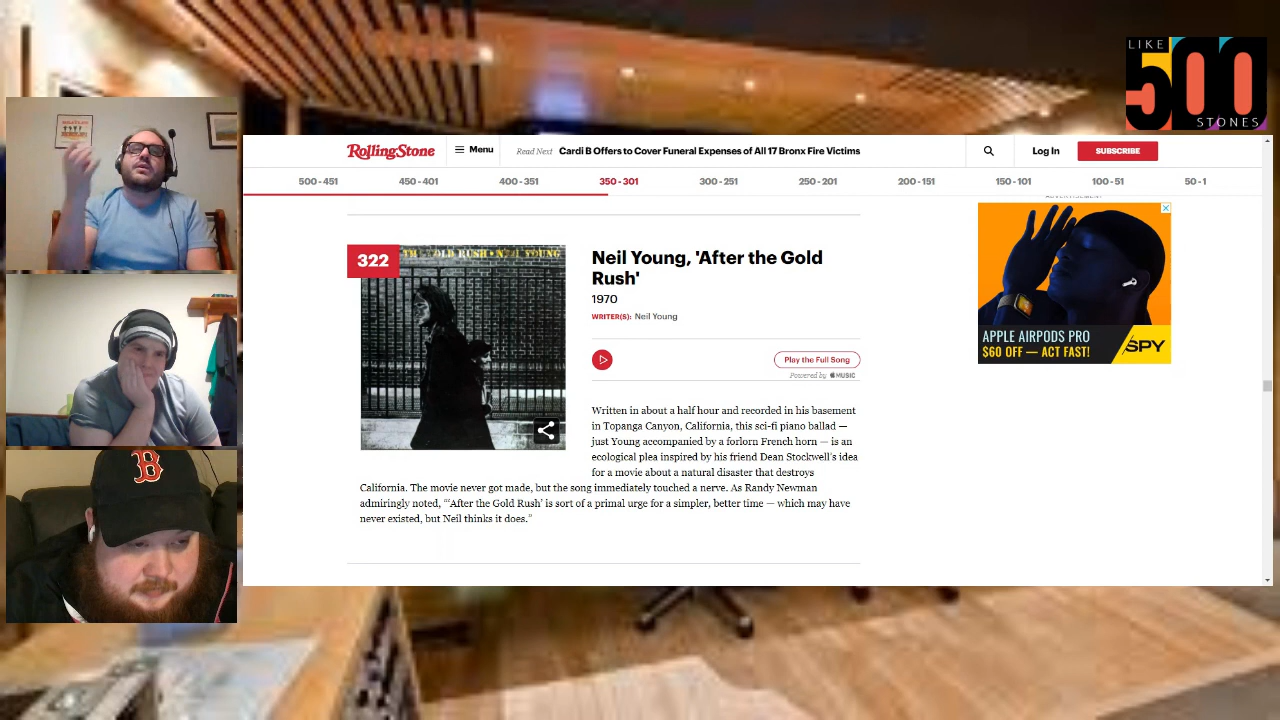 LIKE
500
STONES
RollingStone
Menu
Read Next Cardi B Offers to Cover Funeral Expenses of All 17 Bronx Fire Victims
Log In
SUBSCRIBE
500 - 451
450 - 401
400 - 351
350 - 301
300 - 251
250 - 201
200 - 151
150 - 101
100 - 51
50 - 1
ADVERTISEMENT
322
OLD RUSH • NEIL YOUNG
Neil Young, 'After the Gold
Rush'
1970
WRITER(S): Neil Young
Play the Full Song
Powered by MUSIC
APPLE AIRPODS PRO
$60 OFF — ACT FAST!
SPY
Written in about a half hour and recorded in his basement
in Topanga Canyon, California, this sci-fi piano ballad —
just Young accompanied by a forlorn French horn — is an
ecological plea inspired by his friend Dean Stockwell's idea
for a movie about a natural disaster that destroys
California. The movie never got made, but the song immediately touched a nerve. As Randy Newman
admiringly noted, “‘After the Gold Rush’ is sort of a primal urge for a simpler, better time — which may have
never existed, but Neil thinks it does.”
B